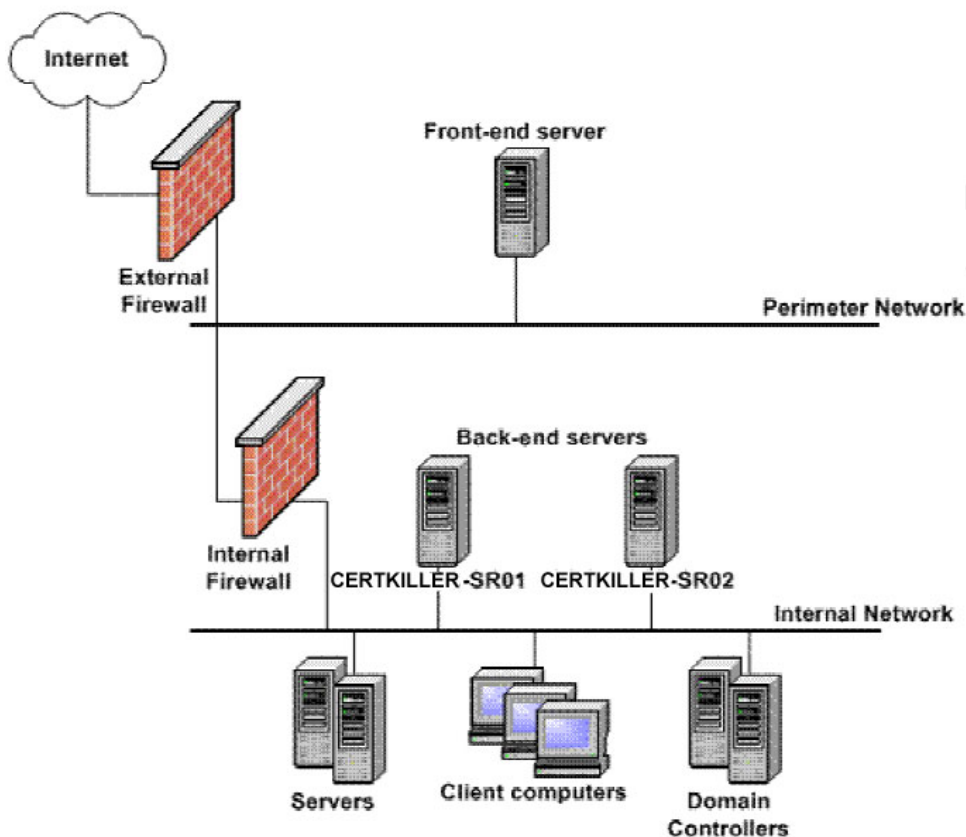 Internet
Front-end server
External
Firewall
Perimeter Network
Back-end servers
Internal
Firewall
CERTKILLER-SR01
CERTKILLER-SR02
Internal Network
Servers
Client computers
Domain
Controllers